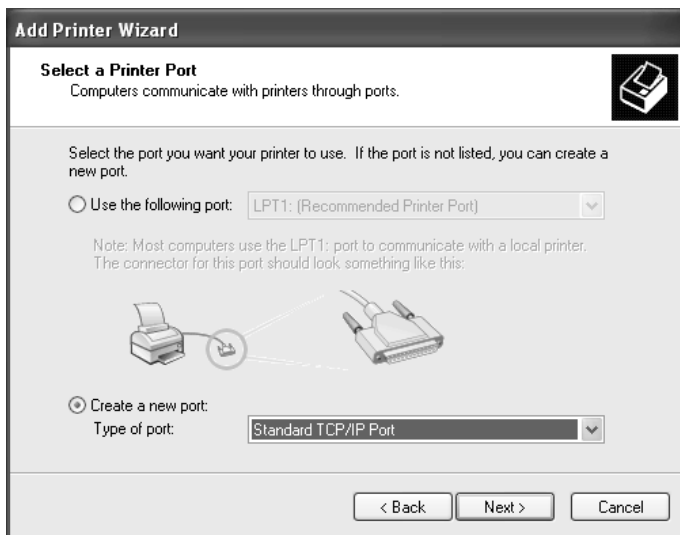 Add Printer Wizard
Select a Printer Port
Computers communicate with printers through ports.
Select the port you want your printer to use. If the port is not listed, you can create a
new port.
Use the following port: LPT1: (Recommended Printer Port)
Note: Most computers use the LPT1: port to communicate with a local printer.
The connector for this port should look something like this:
Create a new port:
Type of port: Standard TCP/IP Port
< Back Next > Cancel